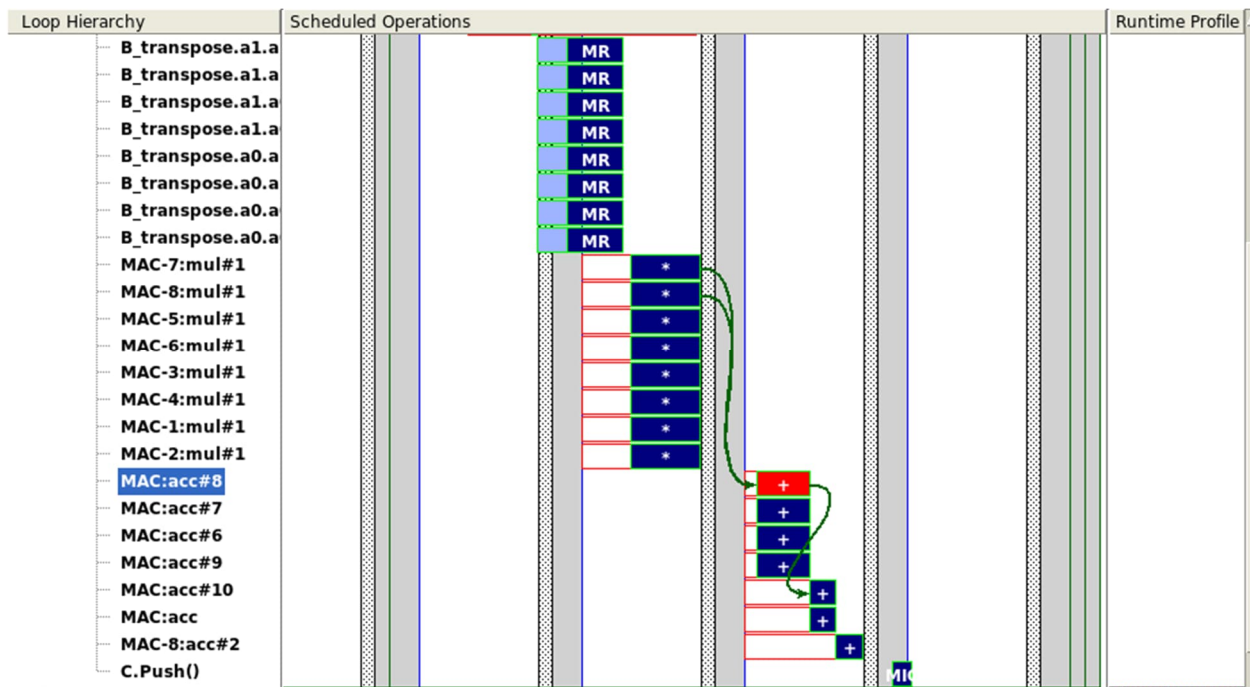 Loop Hierarchy Scheduled Operations Runtime Profile
B_transpose.a1.a MR
B_transpose.a1.a MR
B_transpose.a1.a MR
B_transpose.a1.a MR
B_transpose.a0.a MR
B_transpose.a0.a MR
B_transpose.a0.a MR
B_transpose.a0.a MR
MAC-7:mul#1 *
MAC-8:mul#1 *
MAC-5:mul#1 *
MAC-6:mul#1 *
MAC-3:mul#1 *
MAC-4:mul#1 *
MAC-1:mul#1 *
MAC-2:mul#1 *
MAC:acc#8 +
MAC:acc#7 +
MAC:acc#6 +
MAC:acc#9 +
MAC:acc#10 +
MAC:acc +
MAC-8:acc#2 +
C.Push()